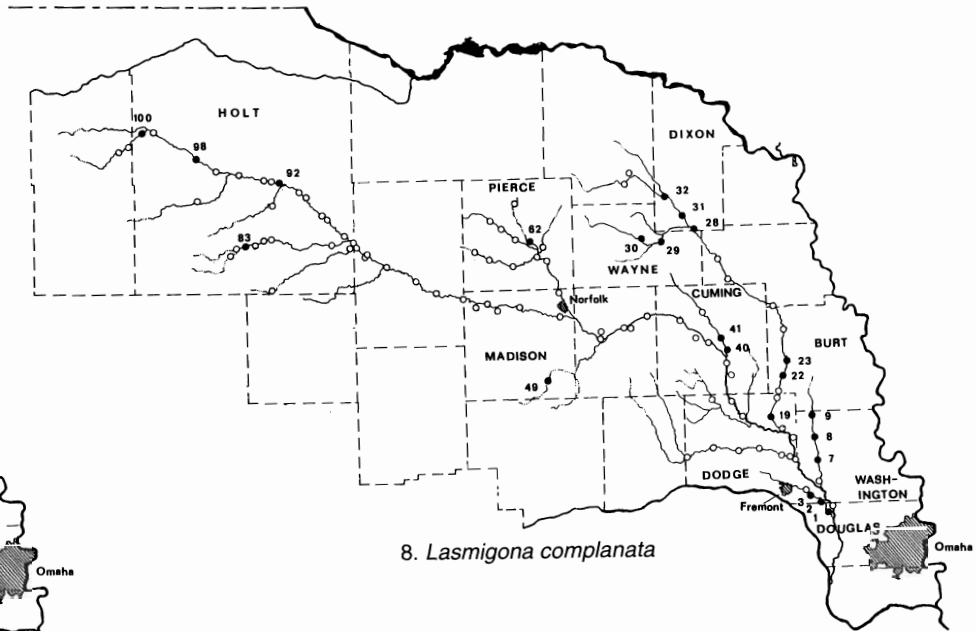 HOLT
DIXON
100
98
92
PIERCE
32
31
28
62
83
30
29
WAYNE
Norfolk
CUMING
41
40
BURT
MADISON
23
22
49
19
9
8
7
DODGE
WASH-
INGTON
Fremont
3
2
1
DOUGLAS
8. Lasmigona complanata
Omaha
Omaha